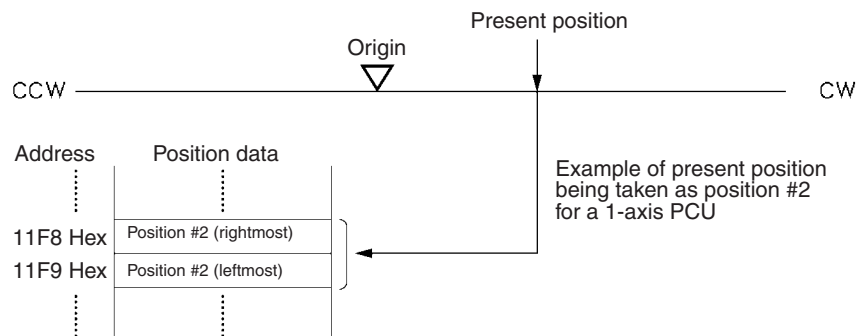 Present position
Origin
CCW
CW
Address
Position data
Example of present position
being taken as position #2
for a 1-axis PCU
11F8 Hex
Position #2 (rightmost)
11F9 Hex
Position #2 (leftmost)